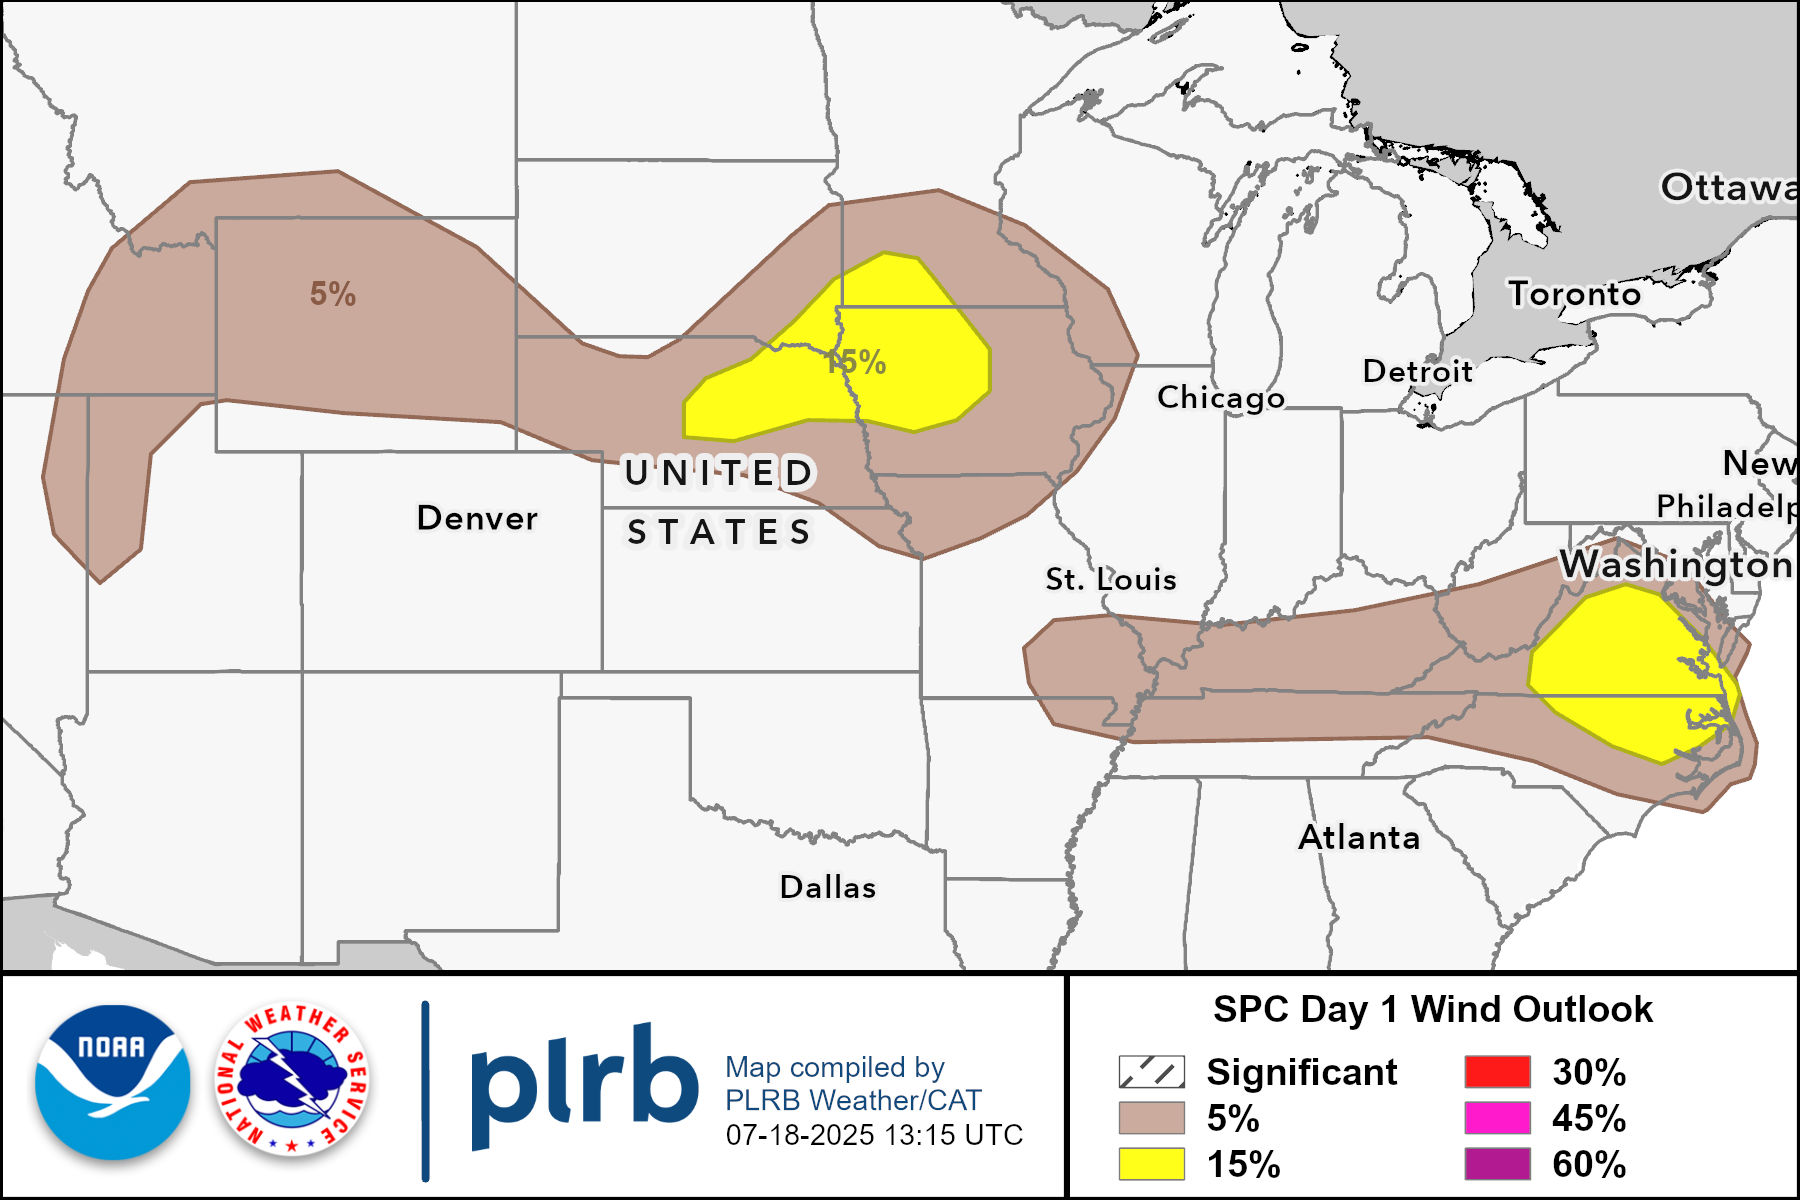 Ottawa
5%
Toronto
15%
Detroit
Chicago
New
UNITED
Philadelp
Denver
STATES
Washington
St. Louis
Atlanta
Dallas
NOAA
NATIONAL WEATHER SERVICE
plrb
Map compiled by
PLRB Weather/CAT
07-18-2025 13:15 UTC
SPC Day 1 Wind Outlook
Significant
5%
15%
30%
45%
60%